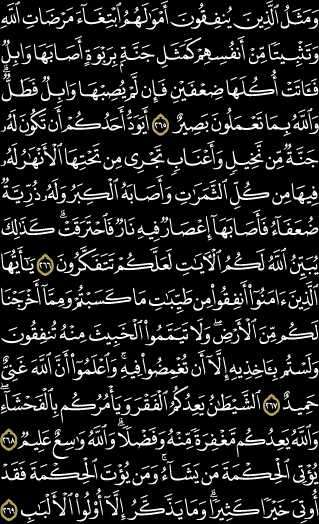 وَمَثَلُ ٱلَّذِينَ يُنفِقُونَ أَمْوَٰلَهُمُ ٱبْتِغَآءَ مَرْضَاتِ ٱللَّهِ
وَتَثْبِيتًا مِّنْ أَنفُسِهِمْ كَمَثَلِ جَنَّةٍۭ بِرَبْوَةٍ أَصَابَهَا وَابِلٌ
فَـَٔاتَتْ أُكُلَهَا ضِعْفَيْنِ فَإِن لَّمْ يُصِبْهَا وَابِلٌ فَطَلٌّ ۗ
وَٱللَّهُ بِمَا تَعْمَلُونَ بَصِيرٌ ٢٦٥ أَيَوَدُّ أَحَدُكُمْ أَن تَكُونَ لَهُۥ
جَنَّةٌ مِّن نَّخِيلٍ وَأَعْنَابٍ تَجْرِى مِن تَحْتِهَا ٱلْأَنْهَٰرُ لَهُۥ
فِيهَا مِن كُلِّ ٱلثَّمَرَٰتِ وَأَصَابَهُ ٱلْكِبَرُ وَلَهُۥ ذُرِّيَّةٌ
ضُعَفَآءُ فَأَصَابَهَآ إِعْصَارٌ فِيهِ نَارٌ فَٱحْتَرَقَتْ ۗ كَذَٰلِكَ
يُبَيِّنُ ٱللَّهُ لَكُمُ ٱلْـَٔايَٰتِ لَعَلَّكُمْ تَتَفَكَّرُونَ ٢٦٦ يَٰٓأَيُّهَا
ٱلَّذِينَ ءَامَنُوٓا۟ أَنفِقُوا۟ مِن طَيِّبَٰتِ مَا كَسَبْتُمْ وَمِمَّآ أَخْرَجْنَا
لَكُم مِّنَ ٱلْأَرْضِ ۖ وَلَا تَيَمَّمُوا۟ ٱلْخَبِيثَ مِنْهُ تُنفِقُونَ
وَلَسْتُم بِـَٔاخِذِيهِ إِلَّآ أَن تُغْمِضُوا۟ فِيهِ ۚ وَٱعْلَمُوٓا۟ أَنَّ ٱللَّهَ غَنِىٌّ
حَمِيدٌ ٢٦٧ ٱلشَّيْطَٰنُ يَعِدُكُمُ ٱلْفَقْرَ وَيَأْمُرُكُم بِٱلْفَحْشَآءِ ۖ
وَٱللَّهُ يَعِدُكُم مَّغْفِرَةً مِّنْهُ وَفَضْلًا ۗ وَٱللَّهُ وَٰسِعٌ عَلِيمٌ ٢٦٨
يُؤْتِى ٱلْحِكْمَةَ مَن يَشَآءُ ۚ وَمَن يُؤْتَ ٱلْحِكْمَةَ فَقَدْ
أُوتِىَ خَيْرًا كَثِيرًا ۗ وَمَا يَذَّكَّرُ إِلَّآ أُو۟لُوا۟ ٱلْأَلْبَٰبِ ٢٦٩